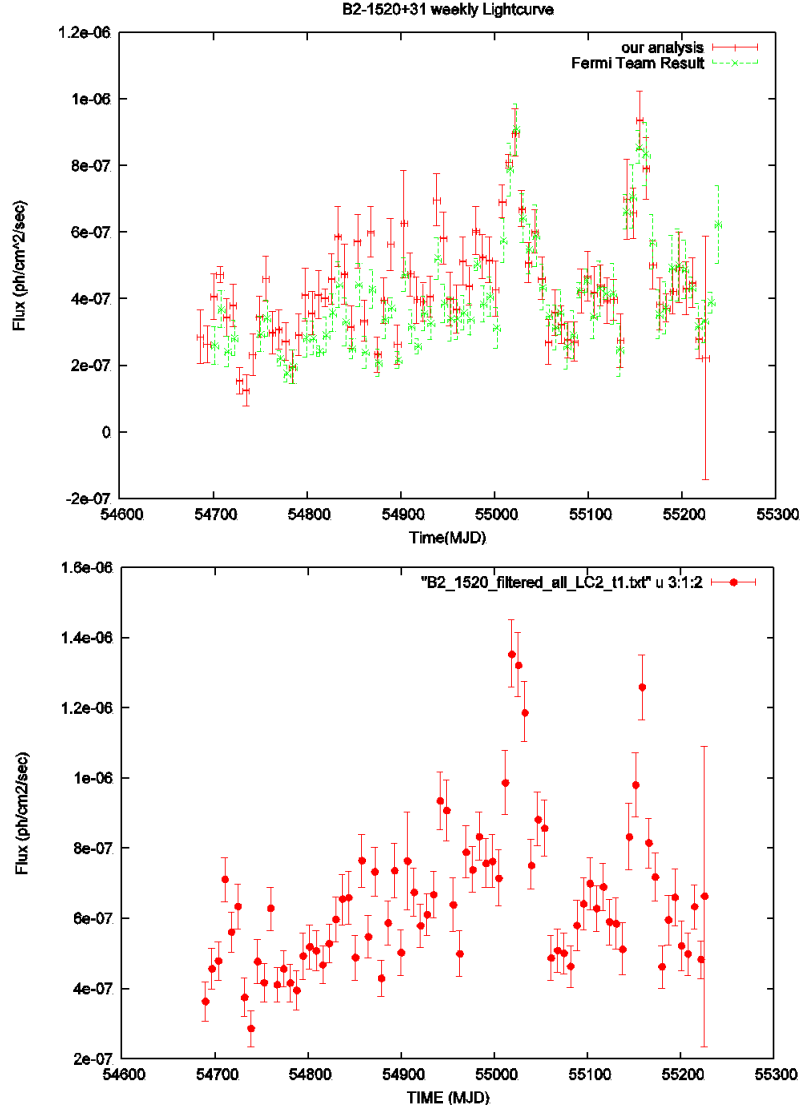 B2-1520+31 weekly Lightcurve
1.2e-06
our analysis
Fermi Team Result
1e-06
8e-07
6e-07
4e-07
2e-07
0
-2e-07
Flux (ph/cm^2/sec)
54600 54700 54800 54900 55000 55100 55200 55300
Time(MJD)
1.6e-06
"B2_1520_filtered_all_LC2_t1.txt" u 3:1:2
1.4e-06
1.2e-06
1e-06
8e-07
6e-07
4e-07
2e-07
Flux (ph/cm2/sec)
54600 54700 54800 54900 55000 55100 55200 55300
TIME (MJD)